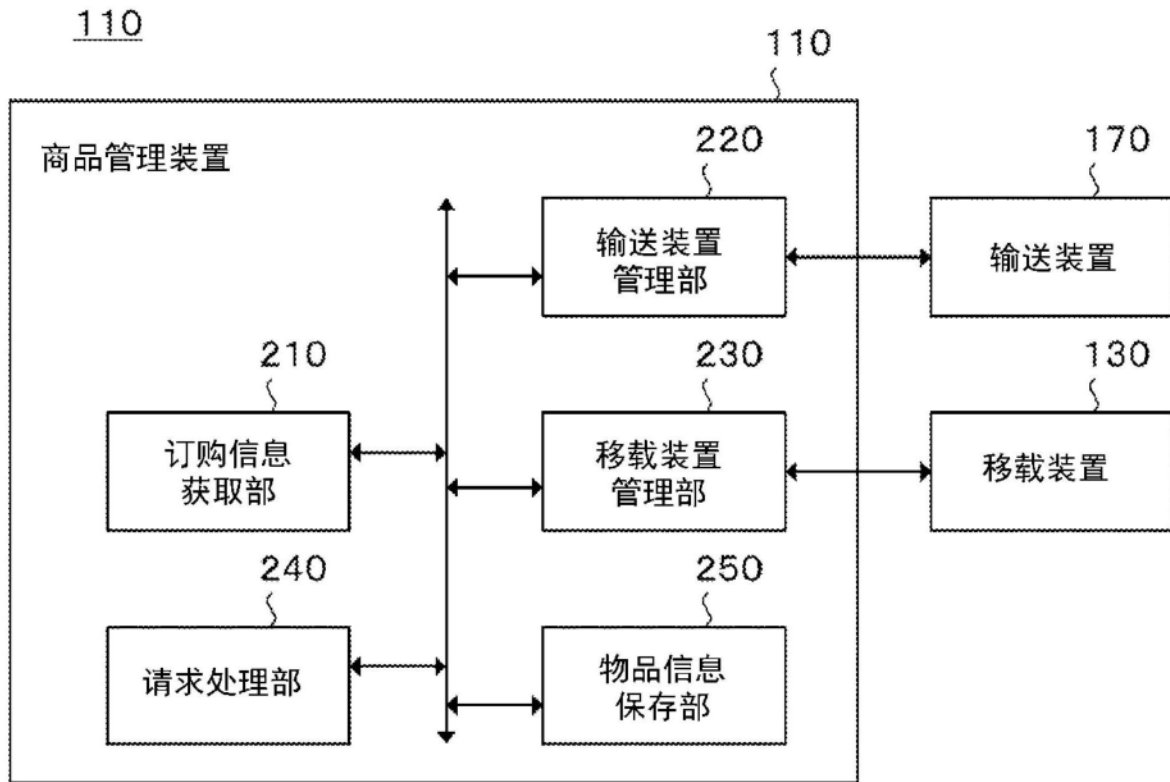 110
110
商品管理装置
220
170
输送装置
管理部
输送装置
210
230
130
订购信息
获取部
移载装置
管理部
移载装置
240
250
请求处理部
物品信息
保存部